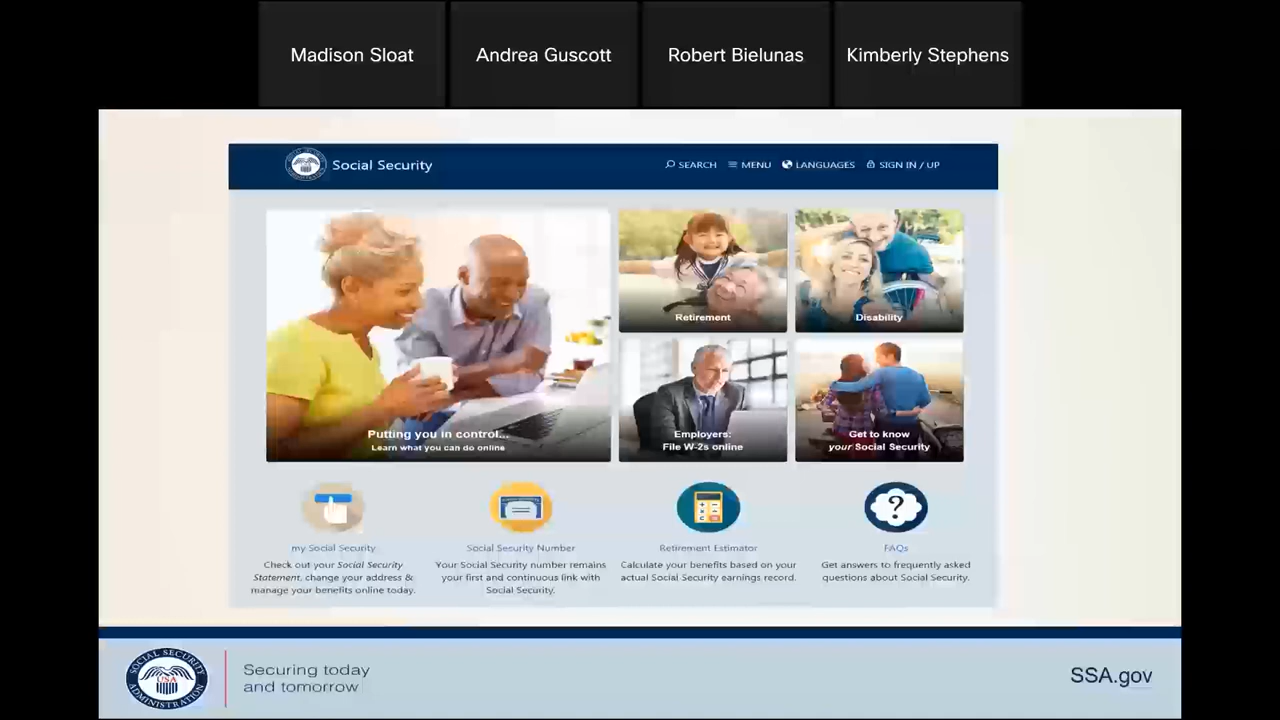 Madison Sloat
Andrea Guscott
Robert Bielunas
Kimberly Stephens
Social Security
SEARCH
MENU
LANGUAGES
SIGN IN / UP
Putting you in control...
Learn what you can do online
Retirement
Disability
Employers:
File W-2s online
Get to know
your Social Security
my Social Security
Check out your Social Security
Statement, change your address &
manage your benefits online today.
Social Security Number
Your Social Security number remains
your first and continuous link with
Social Security.
Retirement Estimator
Calculate your benefits based on your
actual Social Security earnings record.
?
FAQs
Get answers to frequently asked
questions about Social Security.
SOCIAL SECURITY
USA
ADMINISTRATION
Securing today
and tomorrow
SSA.gov